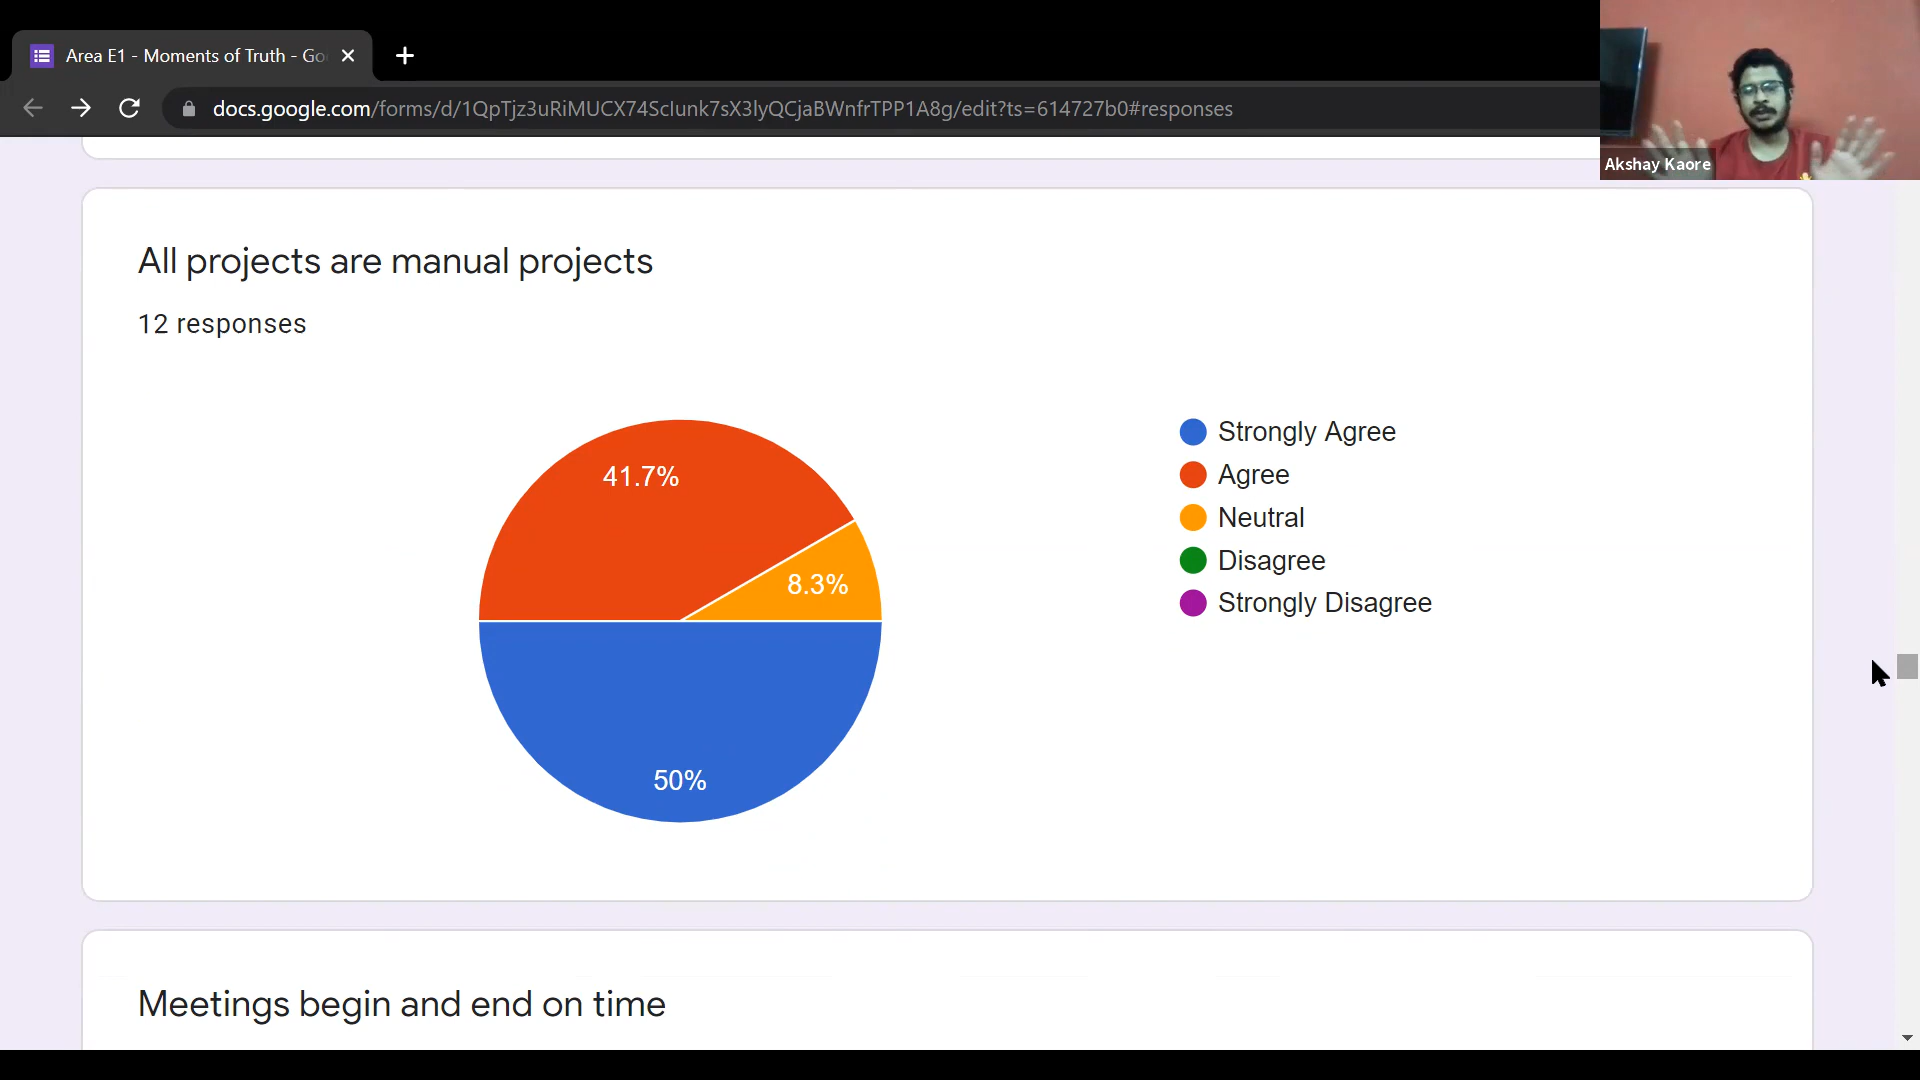 Area E1 - Moments of Truth - Go
docs.google.com/forms/d/1QpTjz3uRiMUCX74ScIunk7sX3lyQCjaBWnfrTPP1A8g/edit?ts=614727b0#responses
Akshay Kaore
All projects are manual projects
12 responses
41.7%
8.3%
50%
Strongly Agree
Agree
Neutral
Disagree
Strongly Disagree
Meetings begin and end on time